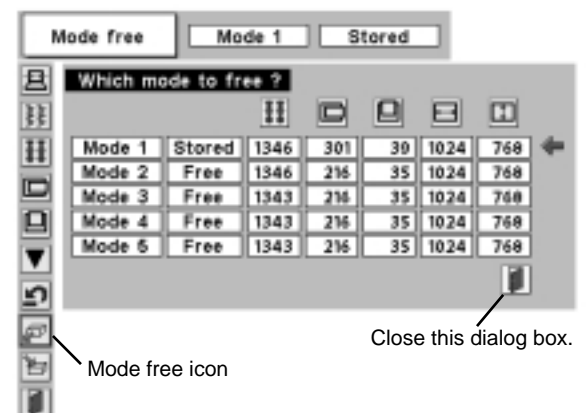 Mode free Mode 1 Stored
Which mode to free ?
Mode 1 Stored 1346 301 39 1024 768
Mode 2 Free 1346 216 35 1024 768
Mode 3 Free 1343 216 35 1024 768
Mode 4 Free 1343 216 35 1024 768
Mode 5 Free 1343 216 35 1024 768
Close this dialog box.
Mode free icon